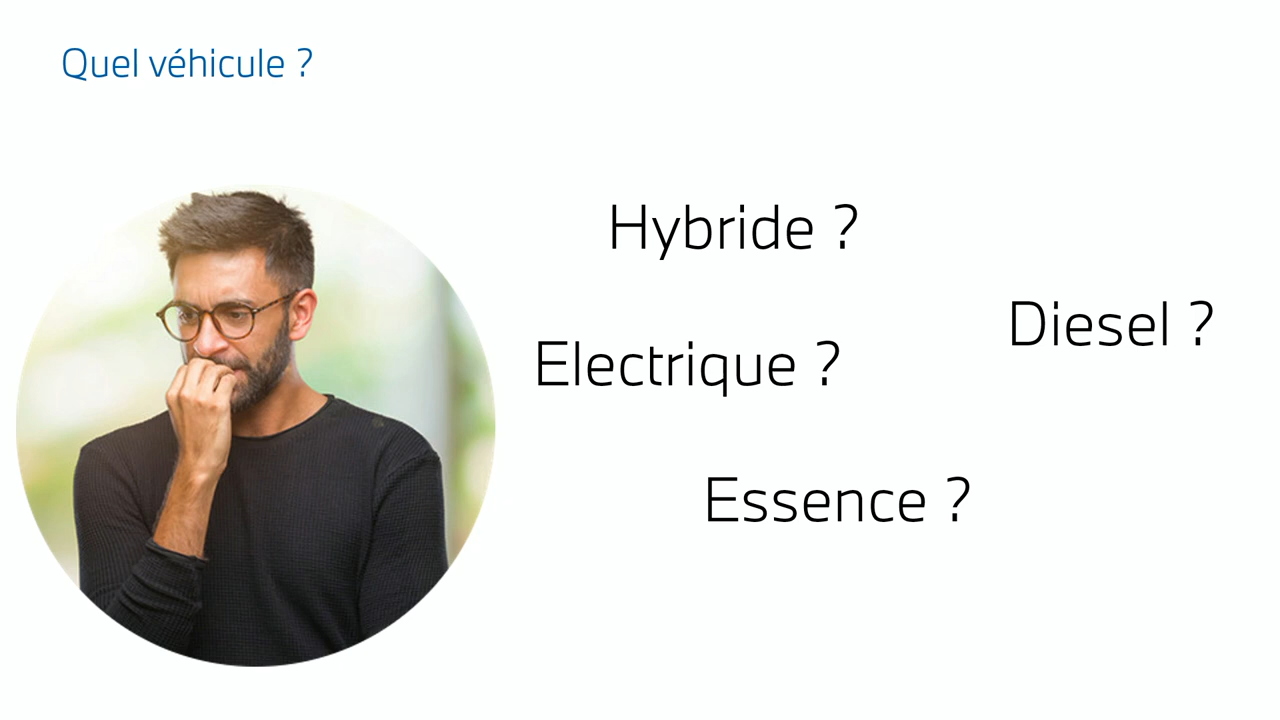 Quel véhicule ?
Hybride ?
Diesel ?
Electrique ?
Essence ?